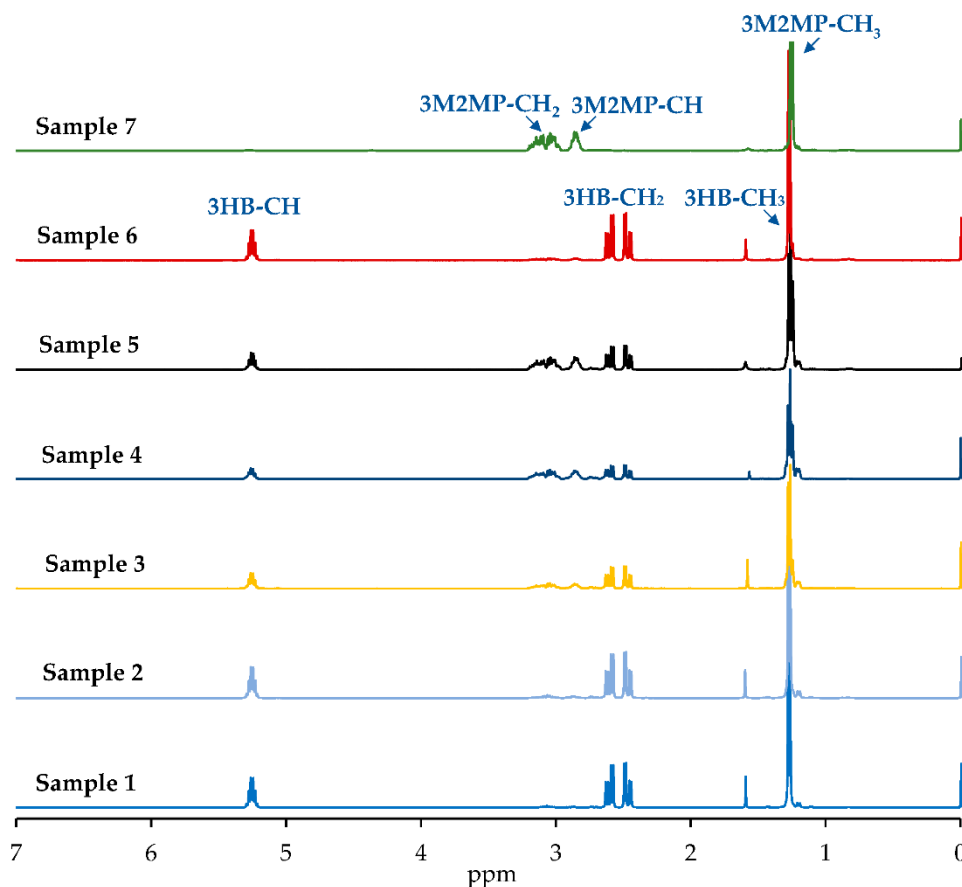 3M2MP-CH₃
3M2MP-CH₂ 3M2MP-CH
Sample 7
3HB-CH 3HB-CH₂ 3HB-CH₃
Sample 6
Sample 5
Sample 4
Sample 3
Sample 2
Sample 1
7 6 5 4 3 2 1 0
ppm